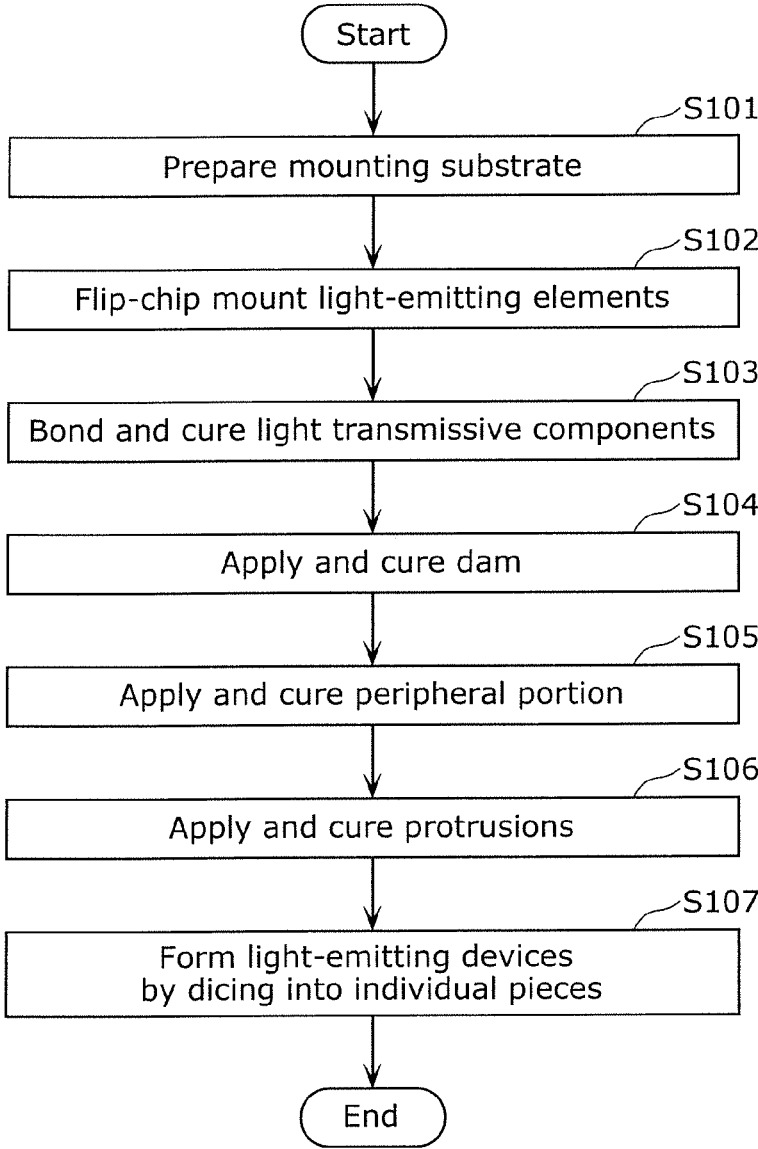 Start
S101
Prepare mounting substrate
S102
Flip-chip mount light-emitting elements
S103
Bond and cure light transmissive components
S104
Apply and cure dam
S105
Apply and cure peripheral portion
S106
Apply and cure protrusions
S107
Form light-emitting devices
by dicing into individual pieces
End